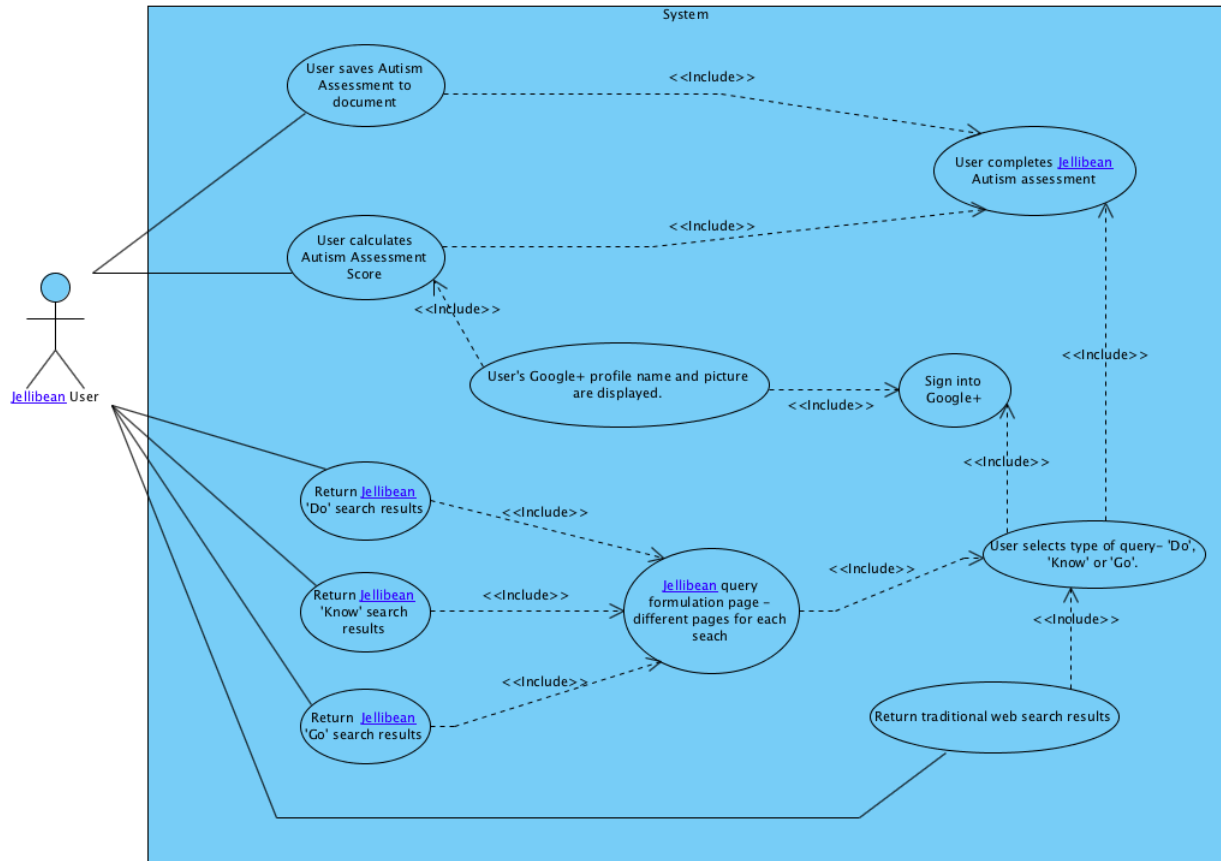 System
User saves Autism
Assessment to
document
<<Include>>
User completes Jellibean
Autism assessment
<<Include>>
User calculates
Autism Assessment
Score
<<Include>>
User's Google+ profile name and picture
are displayed.
<<Include>>
Sign into
Google+
<<Include>>
Jellibean User
<<Include>>
Return Jellibean
'Do' search results
<<Include>>
User selects type of query– 'Do',
'Know' or 'Go'.
Return Jellibean
'Know' search
results
<<Include>>
Jellibean query
formulation page –
different pages for each
seach
<<Include>>
<<Include>>
Return Jellibean
'Go' search results
<<Include>>
Return traditional web search results